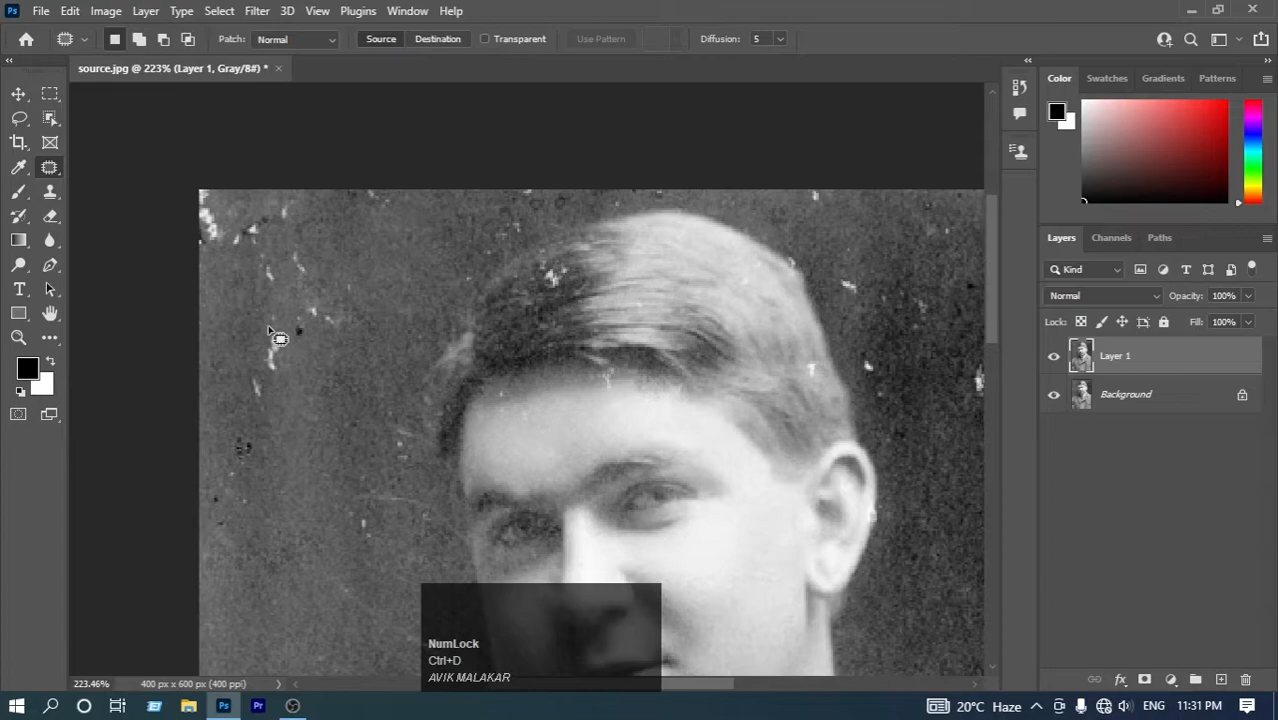 Ps File Edit Image Layer Type Select Filter 3D View Plugins Window Help
Patch: Normal Source Destination Transparent Use Pattern Diffusion: 5
source.jpg @ 223% (Layer 1, Gray/8#) * ×
Color Swatches Gradients Patterns
Layers Channels Paths
Kind
Normal Opacity: 100%
Lock: Fill: 100%
Layer 1
Background
NumLock
Ctrl+D
AVIK MALAKAR
223.46% 400 px x 600 px (400 ppi)
Ps Pr 20°C Haze ENG 11:31 PM